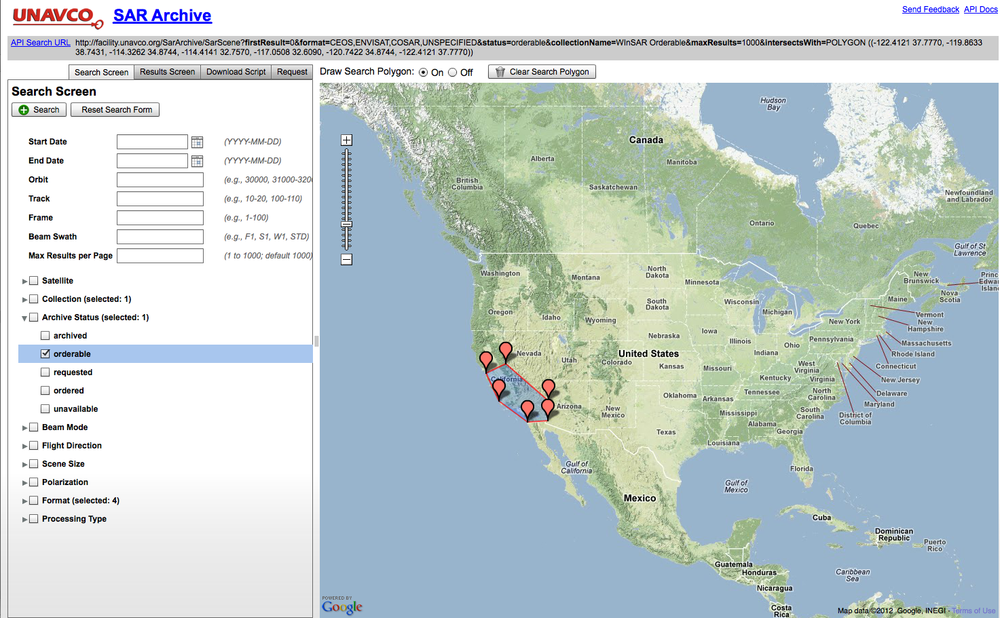 UNAVCO
SAR Archive
Send Feedback API Docs
API Search URL http://facility.unavco.org/SarArchive/SarScene?firstResult=0&format=CEOS,ENVISAT,COSAR,UNSPECIFIED&status=orderable&collectionName=WInSAR Orderable&maxResults=1000&intersectsWith=POLYGON ((-122.4121 37.7770, -119.8633
38.7431, -114.3262 34.8744, -114.4141 32.7570, -117.0508 32.6090, -120.7422 34.8744, -122.4121 37.7770))
Search Screen Results Screen Download Script Request
Draw Search Polygon: On Off Clear Search Polygon
Search Screen
Search Reset Search Form
Start Date (YYYY-MM-DD)
End Date (YYYY-MM-DD)
Orbit (e.g., 30000, 31000-320
Track (e.g., 10-20, 100-110)
Frame (e.g., 1-100)
Beam Swath (e.g., F1, S1, W1, STD)
Max Results per Page (1 to 1000; default 1000)
Satellite
Collection (selected: 1)
Archive Status (selected: 1)
archived
orderable
requested
ordered
unavailable
Beam Mode
Flight Direction
Scene Size
Polarization
Format (selected: 4)
Processing Type
Hudson
Bay
Canada
Alberta
Manitoba
British
Columbia
Saskatchewan
Newfoundland
and Labrador
Ontario
Quebec
Gulf of St
Lawrence
Washington
Montana
North
Dakota
Minnesota
New
Brunswick
Princ
Edwar
Islan
Nova
Scotia
Maine
Oregon
Idaho
Wyoming
South
Dakota
Wisconsin
Michigan
New York
Vermont
New
Hampshire
Massachusetts
Rhode Island
Connecticut
New Jersey
Delaware
Maryland
District of
Columbia
Nebraska
Iowa
Illinois
Indiana
Ohio
Pennsylvania
Nevada
Utah
United States
Colorado
Kansas
Missouri
West
Virginia
Virginia
Kentucky
California
Arizona
New
Mexico
Oklahoma
Arkansas
Tennessee
North
Carolina
South
Carolina
Mississippi
Alabama
Georgia
Texas
Louisiana
Florida
Gulf of
California
Gulf of
Mexico
Mexico
Cuba
Dominican
Republic
Puerto
Rico
Guatemala
Honduras
Nicaragua
Caribbean
Sea
Costa
Rica
POWERED BY
Google
Map data ©2012 Google, INEGI - Terms of Use